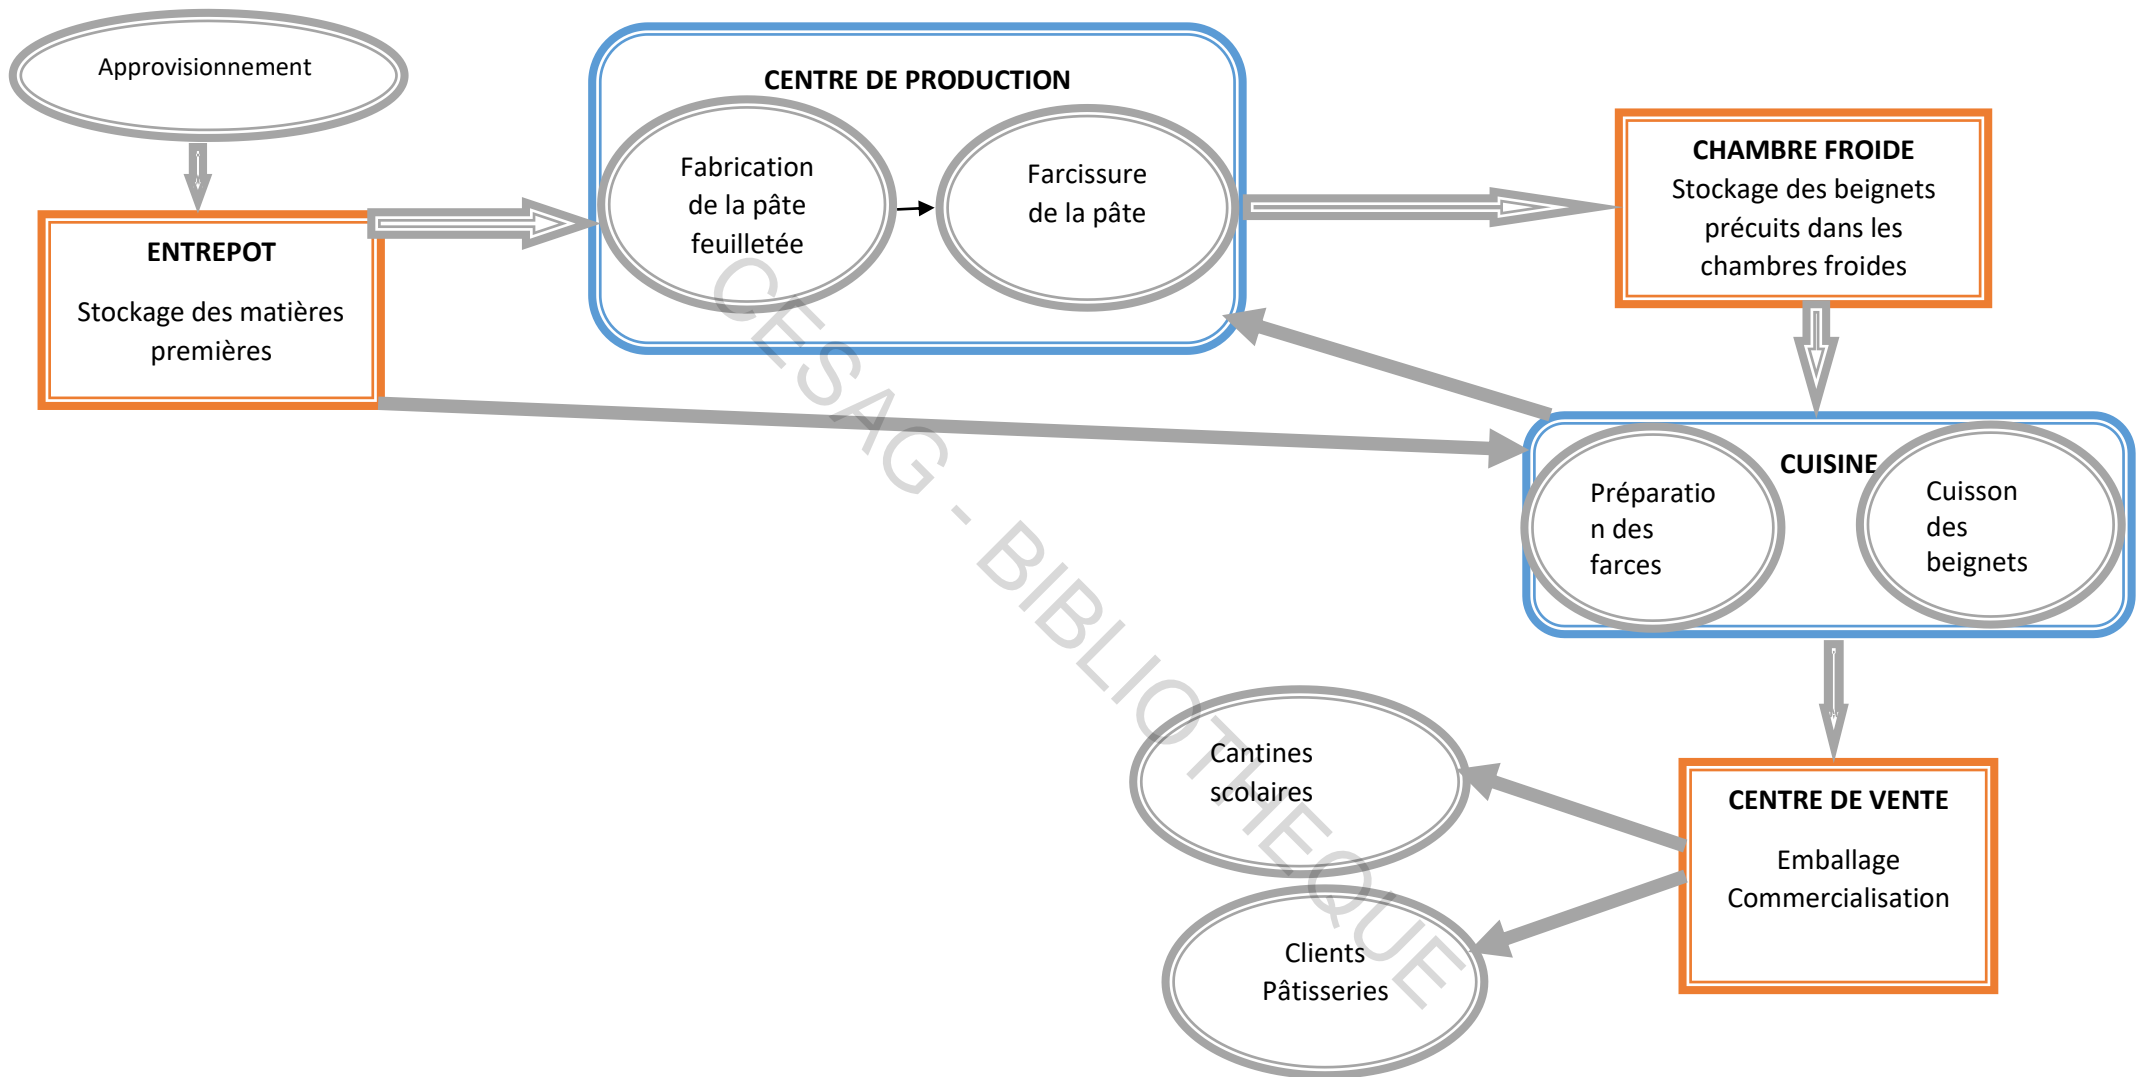 Approvisionnement
ENTREPOT
Stockage des matières
premières
CENTRE DE PRODUCTION
Fabrication
de la pâte
feuilletée
Farcissure
de la pâte
CHAMBRE FROIDE
Stockage des beignets
précuits dans les
chambres froides
CUISINE
Préparatio
n des
farces
Cuisson
des
beignets
CENTRE DE VENTE
Emballage
Commercialisation
Cantines
scolaires
Clients
Pâtisseries
CESAG - BIBLIOTHEQUE